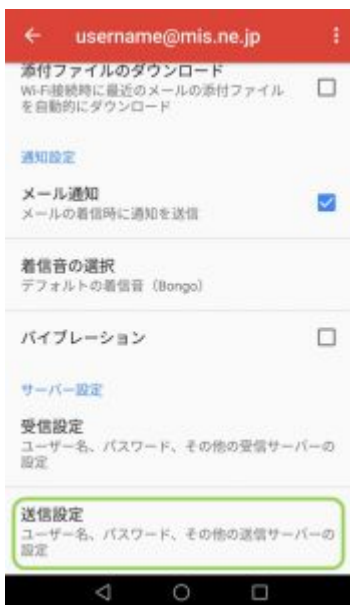 username@mis.ne.jp
添付ファイルのダウンロード
Wi-Fi接続時に最近のメールの添付ファイル
を自動的にダウンロード
通知設定
メール通知
メールの着信時に通知を送信
着信音の選択
デフォルトの着信音（Bongo）
バイブレーション
サーバー設定
受信設定
ユーザー名、パスワード、その他の受信サーバーの
設定
送信設定
ユーザー名、パスワード、その他の送信サーバーの
設定